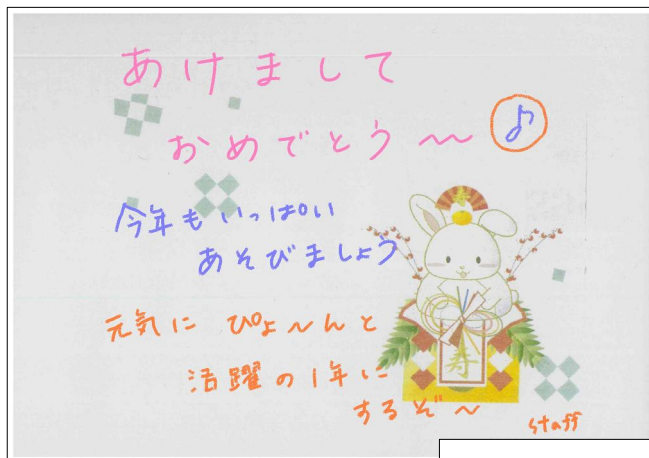 あけまして
おめでとう〜〜♪
今年もいっぱい
あそびましょう
元気に ぴょ〜んと
活躍の1年に
するぞ〜
staff
寿